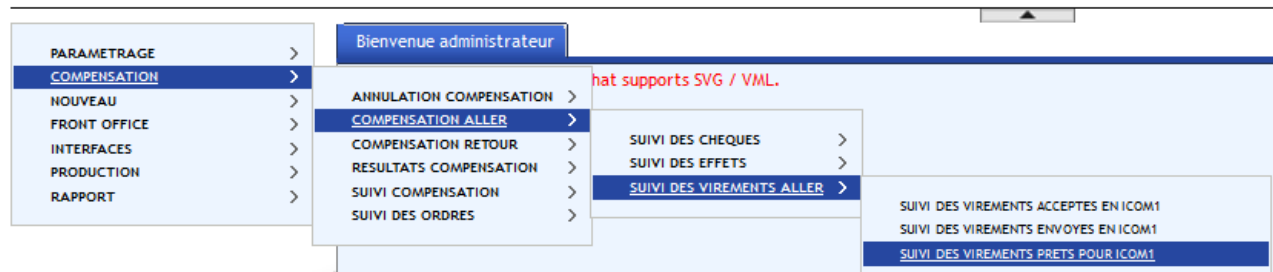 Bienvenue administrateur
PARAMETRAGE
COMPENSATION
NOUVEAU
FRONT OFFICE
INTERFACES
PRODUCTION
RAPPORT
hat supports SVG / VML.
ANNULATION COMPENSATION
COMPENSATION ALLER
COMPENSATION RETOUR
RESULTATS COMPENSATION
SUIVI COMPENSATION
SUIVI DES ORDRES
SUIVI DES CHEQUES
SUIVI DES EFFETS
SUIVI DES VIREMENTS ALLER
SUIVI DES VIREMENTS ACCEPTES EN ICOM1
SUIVI DES VIREMENTS ENVOYES EN ICOM1
SUIVI DES VIREMENTS PRETS POUR ICOM1